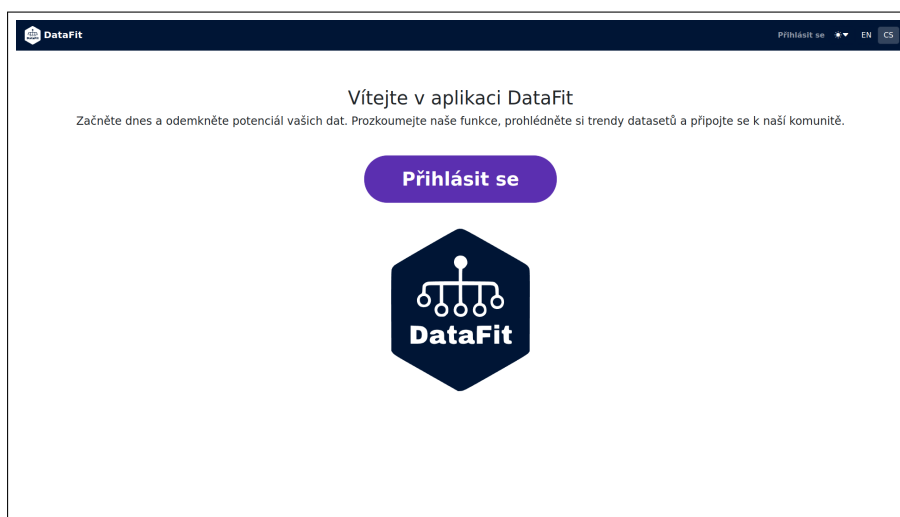 DataFit
Přihlásit se EN CS
Vítejte v aplikaci DataFit
Začněte dnes a odemkněte potenciál vašich dat. Prozkoumejte naše funkce, prohlédněte si trendy datasetů a připojte se k naší komunitě.
Přihlásit se
DataFit